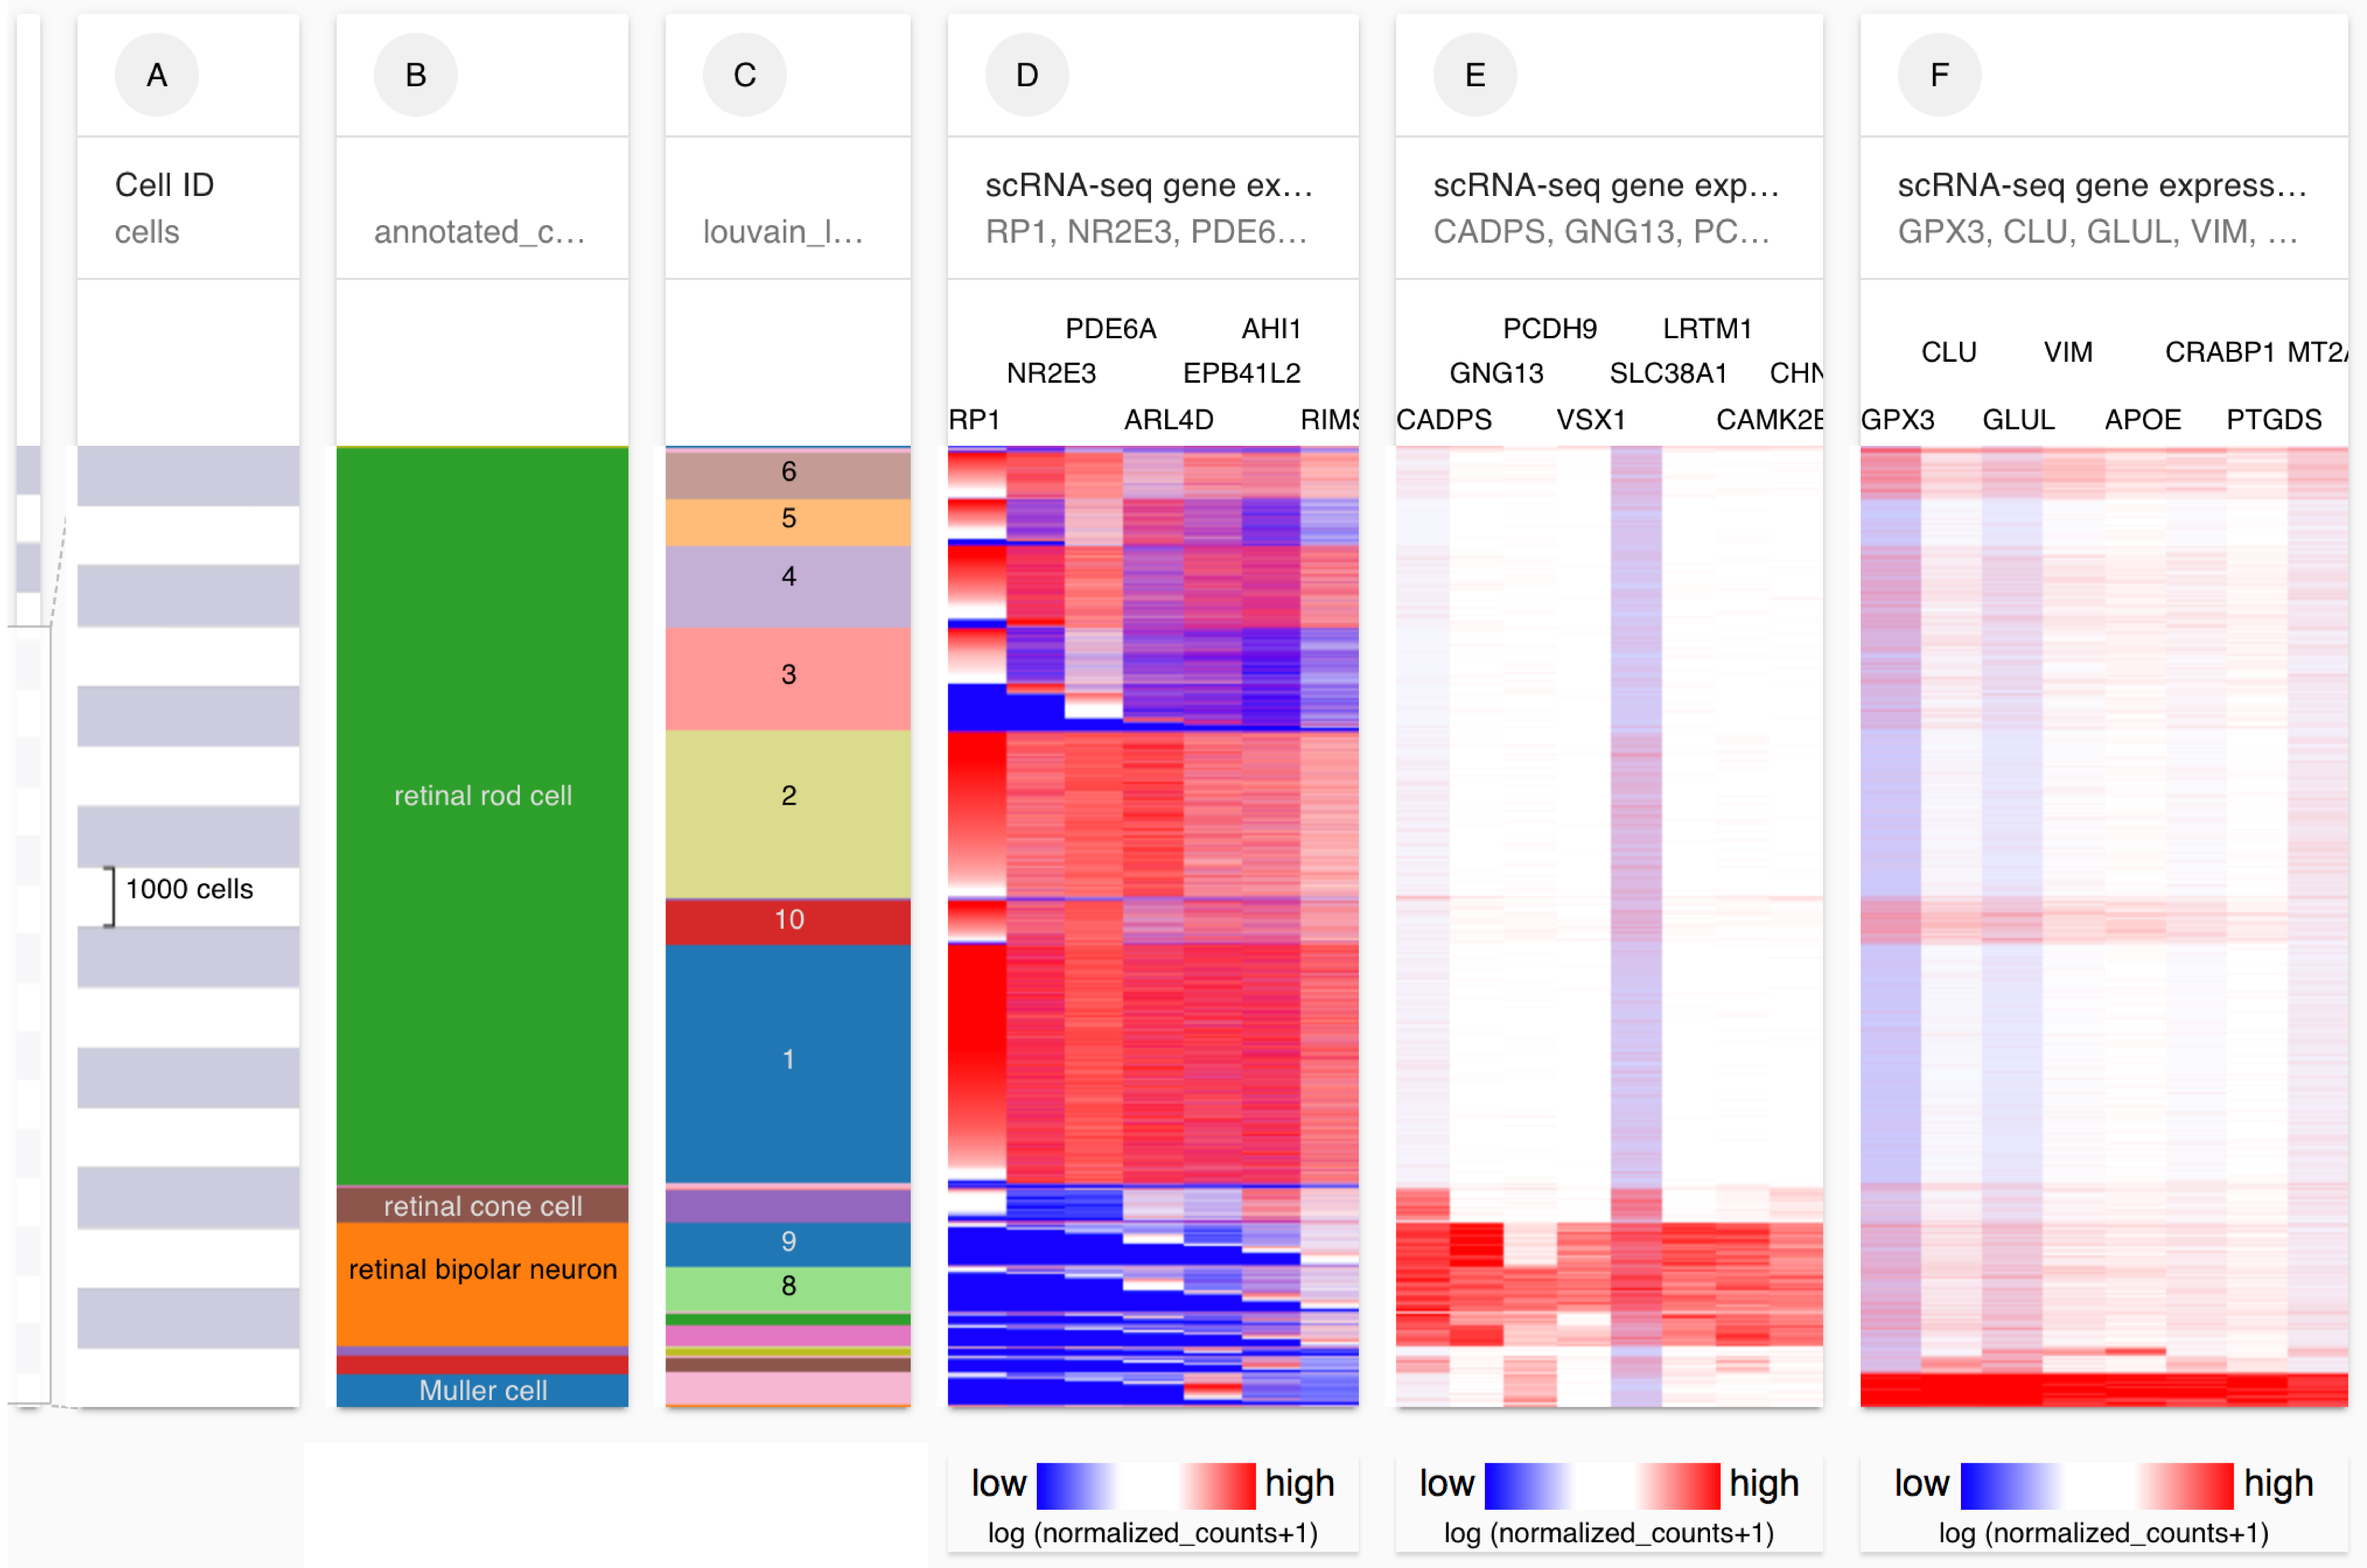 A
B
C
D
E
F
Cell ID
cells
annotated_c...
louvain_l...
scRNA-seq gene ex...
RP1, NR2E3, PDE6...
scRNA-seq gene exp...
CADPS, GNG13, PC...
scRNA-seq gene express...
GPX3, CLU, GLUL, VIM, ...
PDE6A AHI1
NR2E3 EPB41L2
RP1 ARL4D RIMS
PCDH9 LRTM1
GNG13 SLC38A1 CHN
CADPS VSX1 CAMK2B
CLU VIM CRABP1 MT2A
GPX3 GLUL APOE PTGDS
1000 cells
retinal rod cell
retinal cone cell
retinal bipolar neuron
Muller cell
6
5
4
3
2
10
1
9
8
low high
log (normalized_counts+1)
low high
log (normalized_counts+1)
low high
log (normalized_counts+1)